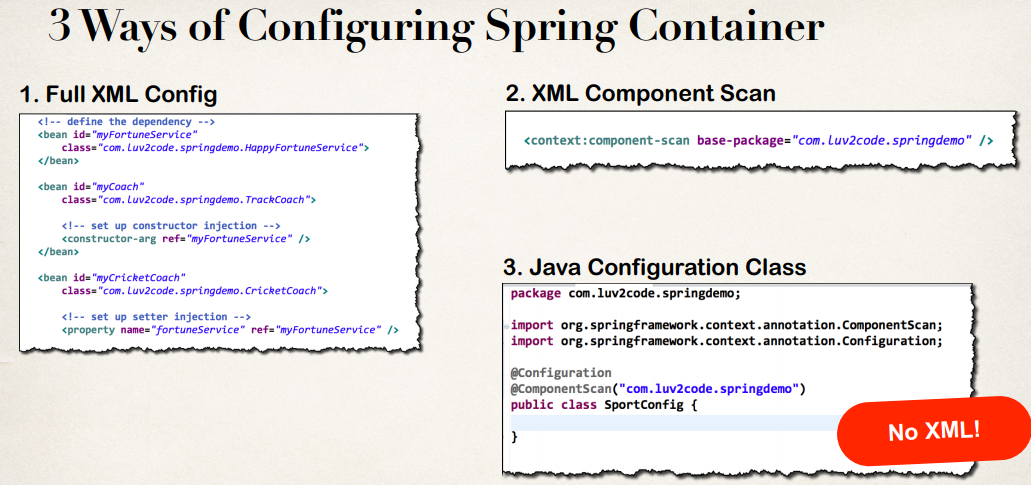 3 Ways of Configuring Spring Container
1. Full XML Config
<!-- define the dependency -->
<bean id="myFortuneService"
class="com.luv2code.springdemo.HappyFortuneService">
</bean>
<bean id="myCoach"
class="com.luv2code.springdemo.TrackCoach">
<!-- set up constructor injection -->
<constructor-arg ref="myFortuneService" />
</bean>
<bean id="myCricketCoach"
class="com.luv2code.springdemo.CricketCoach">
<!-- set up setter injection -->
<property name="fortuneService" ref="myFortuneService" />
2. XML Component Scan
<context:component-scan base-package="com.luv2code.springdemo" />
3. Java Configuration Class
package com.luv2code.springdemo;
import org.springframework.context.annotation.ComponentScan;
import org.springframework.context.annotation.Configuration;
@Configuration
@ComponentScan("com.luv2code.springdemo")
public class SportConfig {
}
No XML!